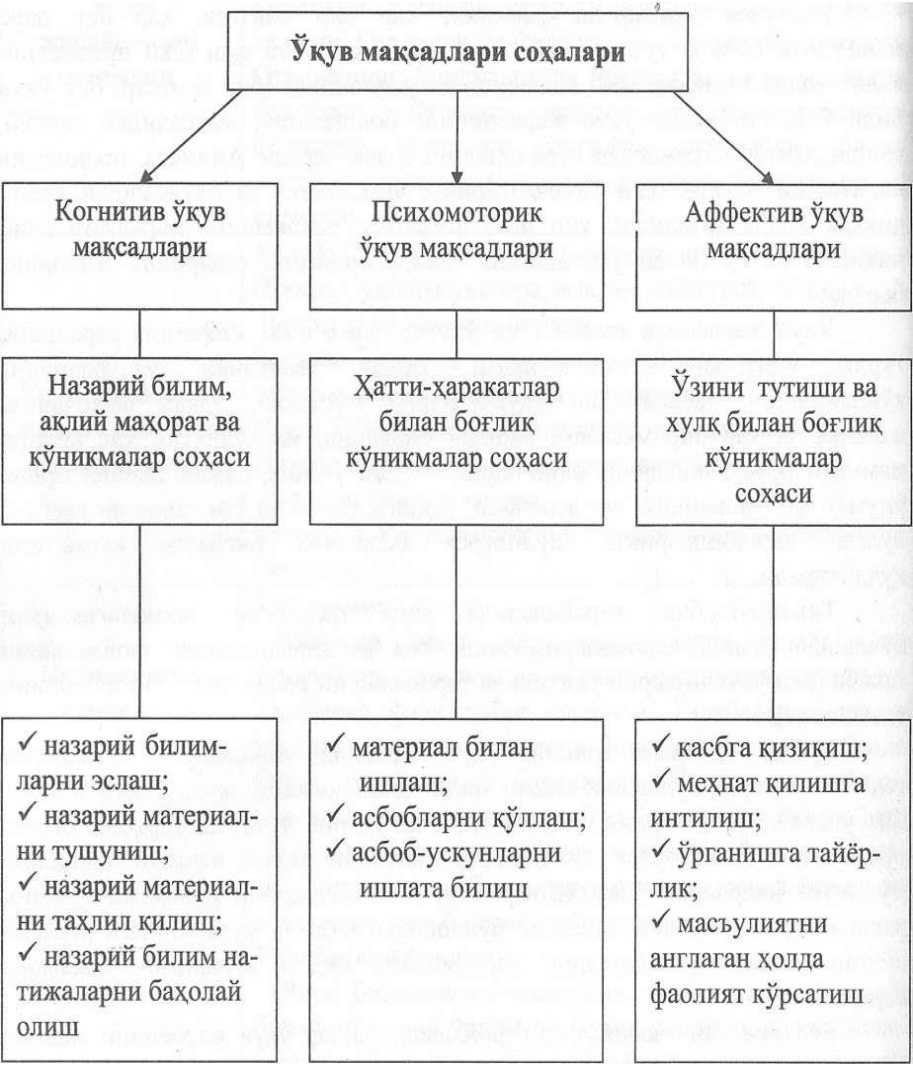 Ўқув мақсадлари соҳалари
Когнитив ўқув
мақсадлари
Психомоторик
ўқув мақсадлари
Аффектив ўқув
мақсадлари
Назарий билим,
ақлий маҳорат ва
кўникмалар соҳаси
Ҳатти-ҳаракатлар
билан боғлиқ
кўникмалар соҳаси
Ўзини тутиши ва
хулқ билан боғлиқ
кўникмалар
соҳаси
✓ назарий билим-
ларни эслаш;
✓ назарий материал-
ни тушуниш;
✓ назарий материал-
ни таҳлил қилиш;
✓ назарий билим на-
тижаларни баҳолай
олиш
✓ материал билан
ишлаш;
✓ асбобларни қўллаш;
✓ асбоб-ускунларни
ишлата билиш
✓ қасбга қизиқиш;
✓ меҳнат қилишга
интилиш;
✓ ўрганишга тайёр-
лик;
✓ масъулиятни
англаган ҳолда
фаолият кўрсатиш